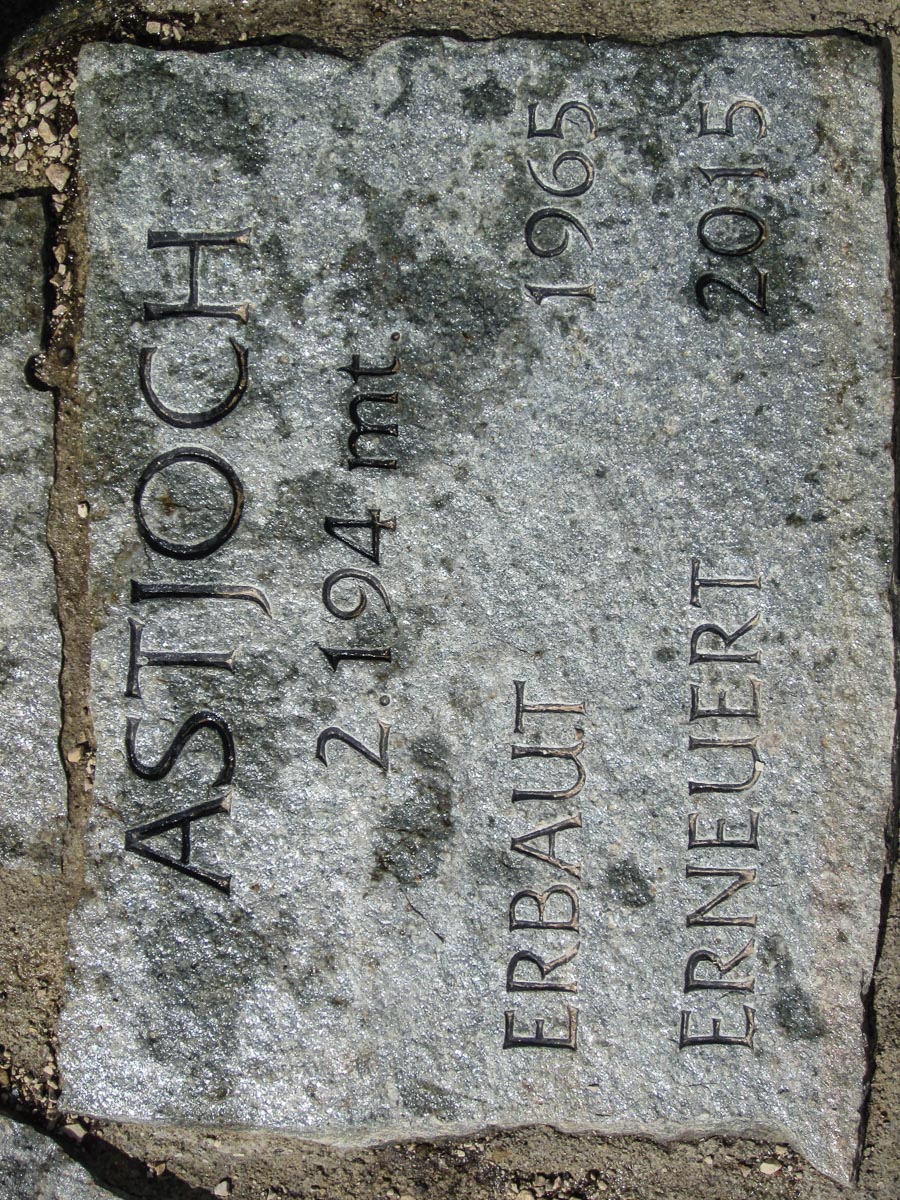 ASTJOCH
2.194 mt.
ERBAUT 1965
ERNEUERT 2015